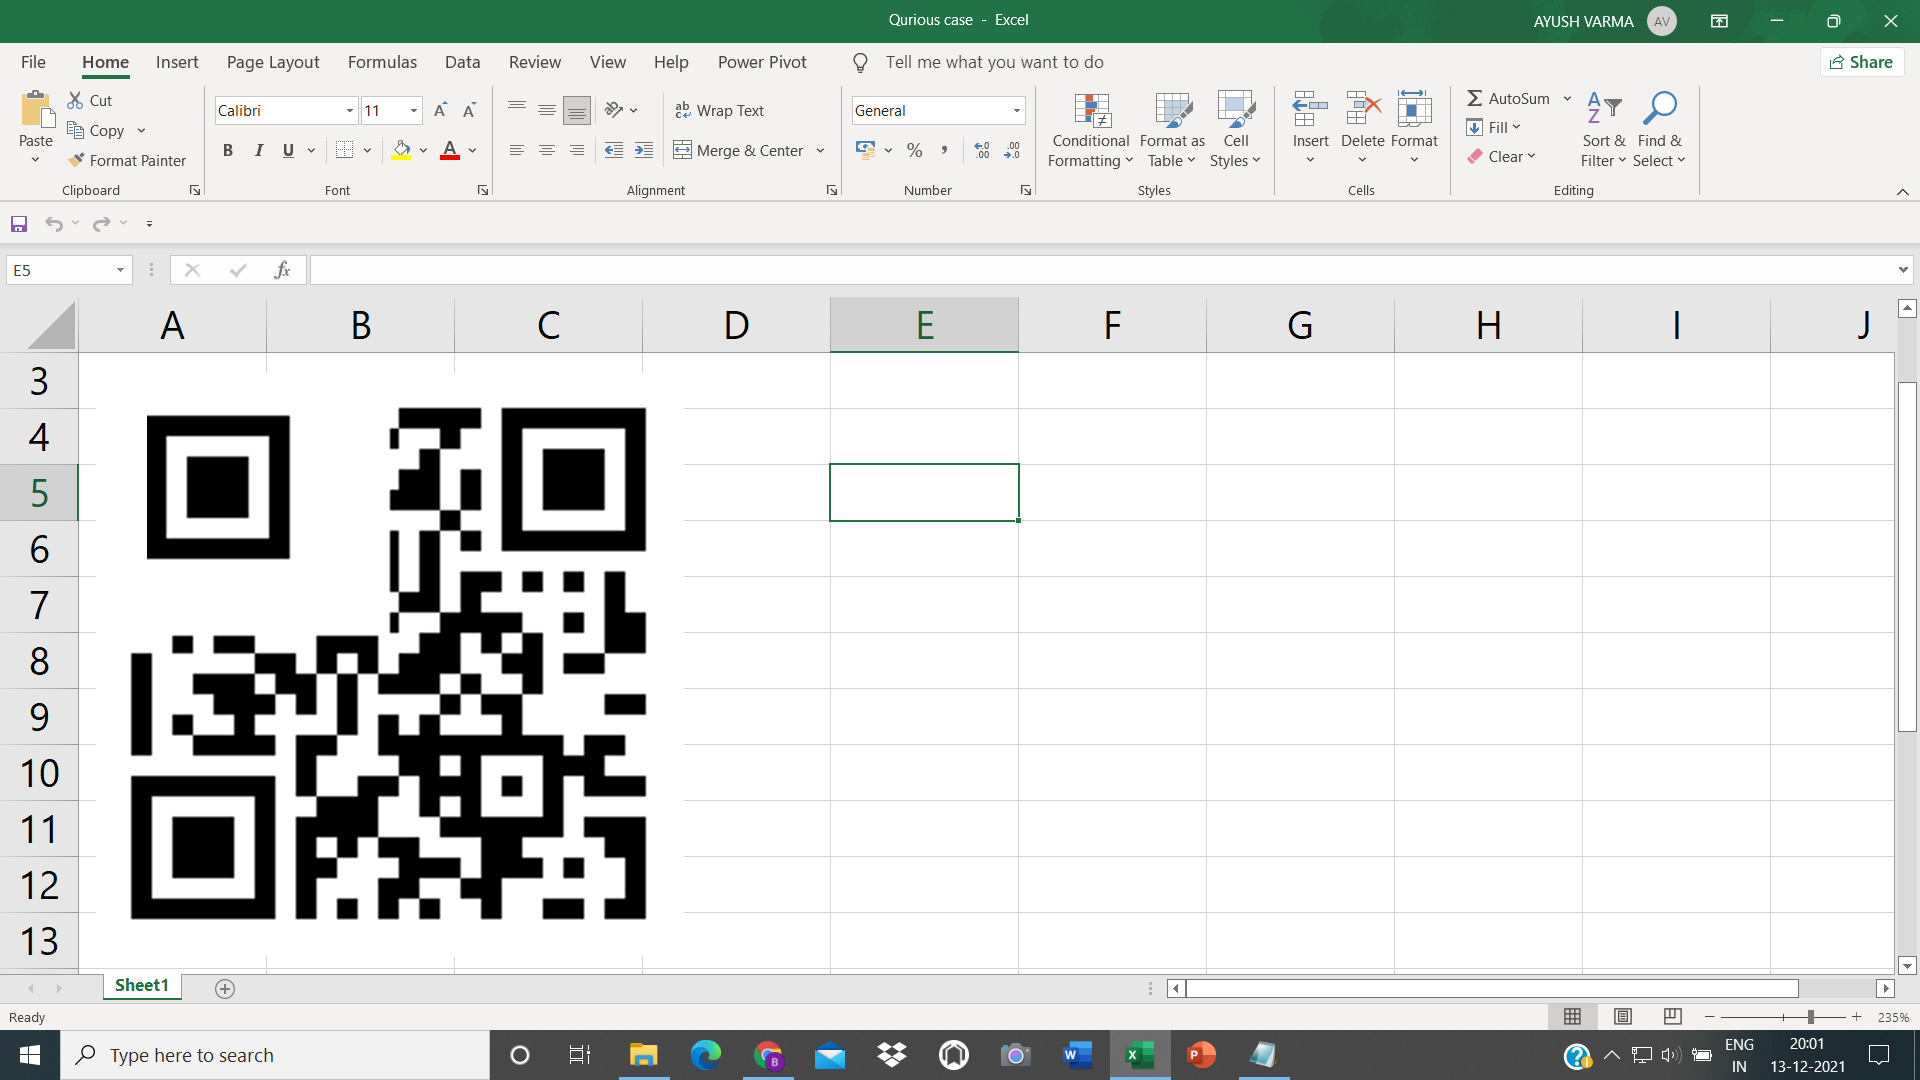 Qurious case - Excel
AYUSH VARMA AV
File Home Insert Page Layout Formulas Data Review View Help Power Pivot Tell me what you want to do Share
Paste
Cut
Copy
Format Painter
Clipboard
Calibri 11
B I U A
Font
ab Wrap Text
Merge & Center
Alignment
General
% ,
Number
Conditional Formatting
Format as Table
Cell Styles
Styles
Insert
Delete
Format
Cells
AutoSum
Fill
Clear
Sort & Filter
Find & Select
Editing
E5 fx
A B C D E F G H I J
3
4
5
6
7
8
9
10
11
12
13
Sheet1
Ready
235%
Type here to search
ENG
IN
20:01
13-12-2021